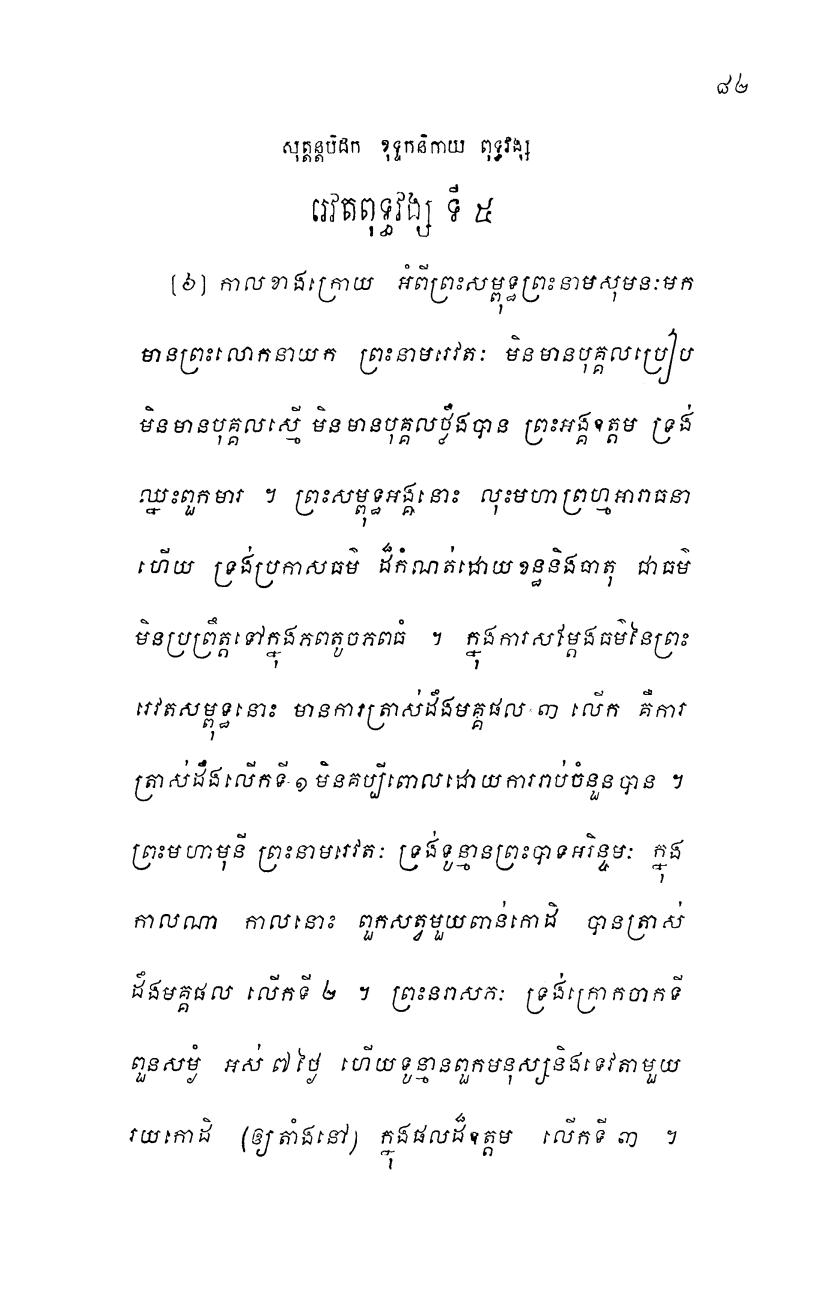 ៨២
សុត្តន្តបិដក ខុទ្ទកនិកាយ ពុទ្ធវង្ស
រេវតពុទ្ធវង្ស ទី ៥
[៦] កាលខាងក្រោយ អំពីព្រះសម្ពុទ្ធព្រះនាមសុមនៈមក
មានព្រះលោកនាយក ព្រះនាមរេវតៈ មិនមានបុគ្គលប្រៀប
មិនមានបុគ្គលស្មើ មិនមានបុគ្គលថ្លឹងបាន ព្រះអង្គឧត្តម ទ្រង់
ឈ្នះពួកមារ ។ ព្រះសម្ពុទ្ធអង្គនោះ លុះមហាព្រហ្មអារាធនា
ហើយ ទ្រង់ប្រកាសធម៌ ដ៏កំណត់ដោយខន្ធនិងធាតុ ជាធម៌
មិនប្រព្រឹត្តទៅក្នុងភពតូចភពធំ ។ ក្នុងការសម្តែងធម៌នៃព្រះ
រេវតសម្ពុទ្ធនោះ មានការត្រាស់ដឹងមគ្គផល ៣ លើក គឺការ
ត្រាស់ដឹងលើកទី ១ មិនគប្បីពោលដោយការរាប់ចំនួនបាន ។
ព្រះមហាមុនី ព្រះនាមរេវតៈ ទ្រង់ទូន្មានព្រះបាទអរិន្ទមៈ ក្នុង
កាលណា កាលនោះ ពួកសត្វមួយពាន់កោដិ បានត្រាស់
ដឹងមគ្គផល លើកទី ២ ។ ព្រះនរាសភៈ ទ្រង់ក្រោកចាកទី
ពួនសម្ងំ អស់ ៧ ថ្ងៃ ហើយទូន្មានពួកមនុស្សនិងទេវតាមួយ
រយកោដិ (ឲ្យតាំងនៅ) ក្នុងផលដ៏ឧត្តម លើកទី ៣ ។